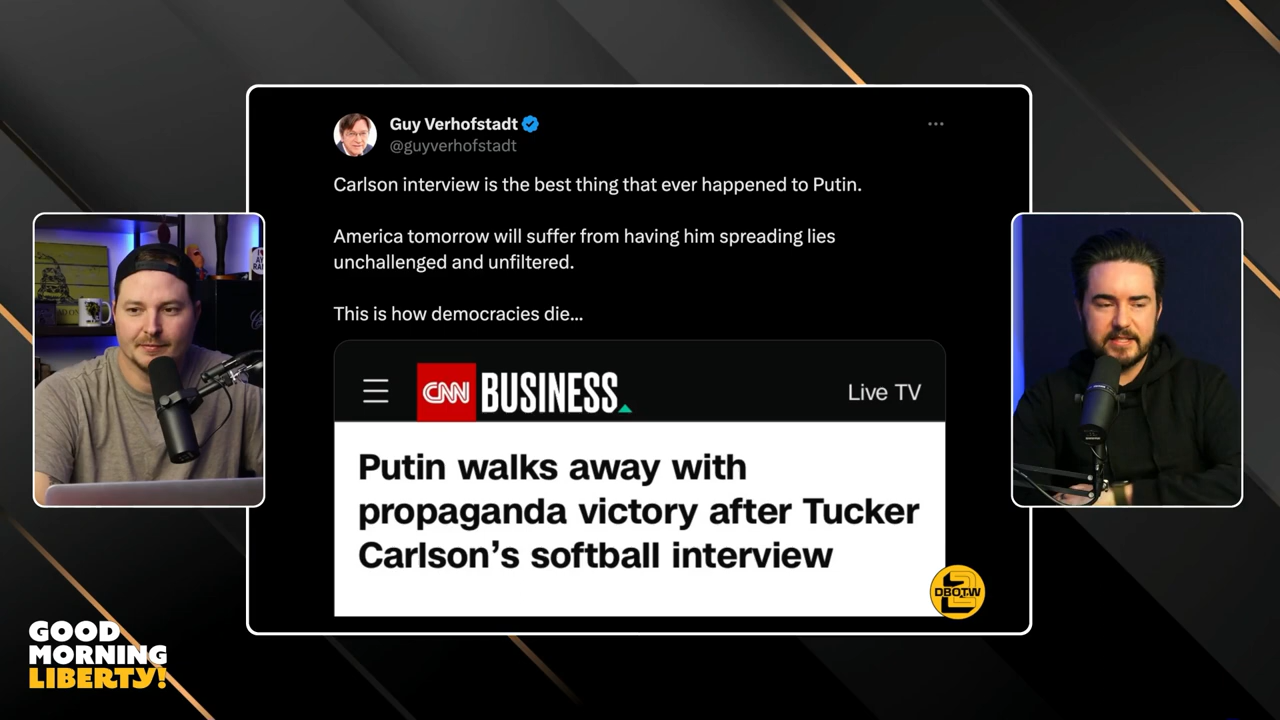 Guy Verhofstadt
@guyverhofstadt
Carlson interview is the best thing that ever happened to Putin.
America tomorrow will suffer from having him spreading lies
unchallenged and unfiltered.
This is how democracies die...
CNN BUSINESS
Live TV
Putin walks away with
propaganda victory after Tucker
Carlson’s softball interview
DBOTW
GOOD
MORNING
LIBERTY!